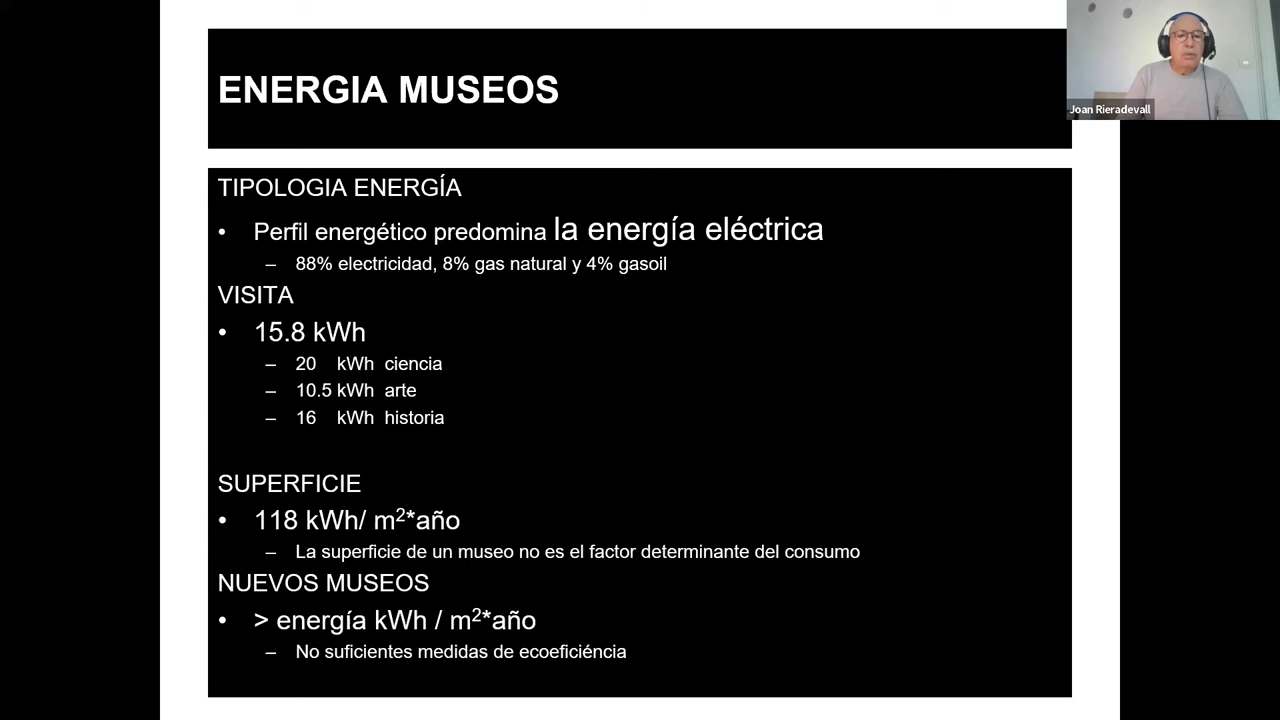 ENERGIA MUSEOS
Joan Rieradevall
TIPOLOGIA ENERGÍA
• Perfil energético predomina la energía eléctrica
– 88% electricidad, 8% gas natural y 4% gasoil
VISITA
• 15.8 kWh
– 20 kWh ciencia
– 10.5 kWh arte
– 16 kWh historia
SUPERFICIE
• 118 kWh/ m²*año
– La superficie de un museo no es el factor determinante del consumo
NUEVOS MUSEOS
• > energía kWh / m²*año
– No suficientes medidas de ecoeficiéncia